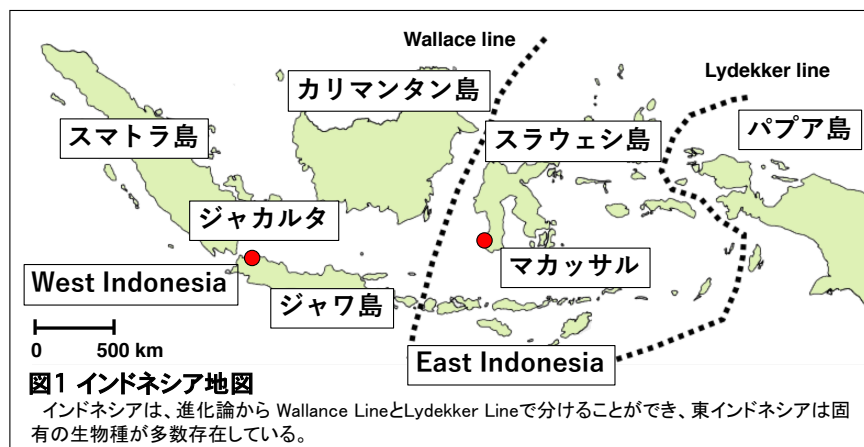 Wallace line
Lydekker line
カリマンタン島
スマトラ島
スラウェシ島
パプア島
ジャカルタ
マカッサル
West Indonesia
ジャワ島
0 500 km
East Indonesia
図1 インドネシア地図
インドネシアは、進化論から Wallance LineとLydekker Lineで分けることができ、東インドネシアは固
有の生物種が多数存在している。